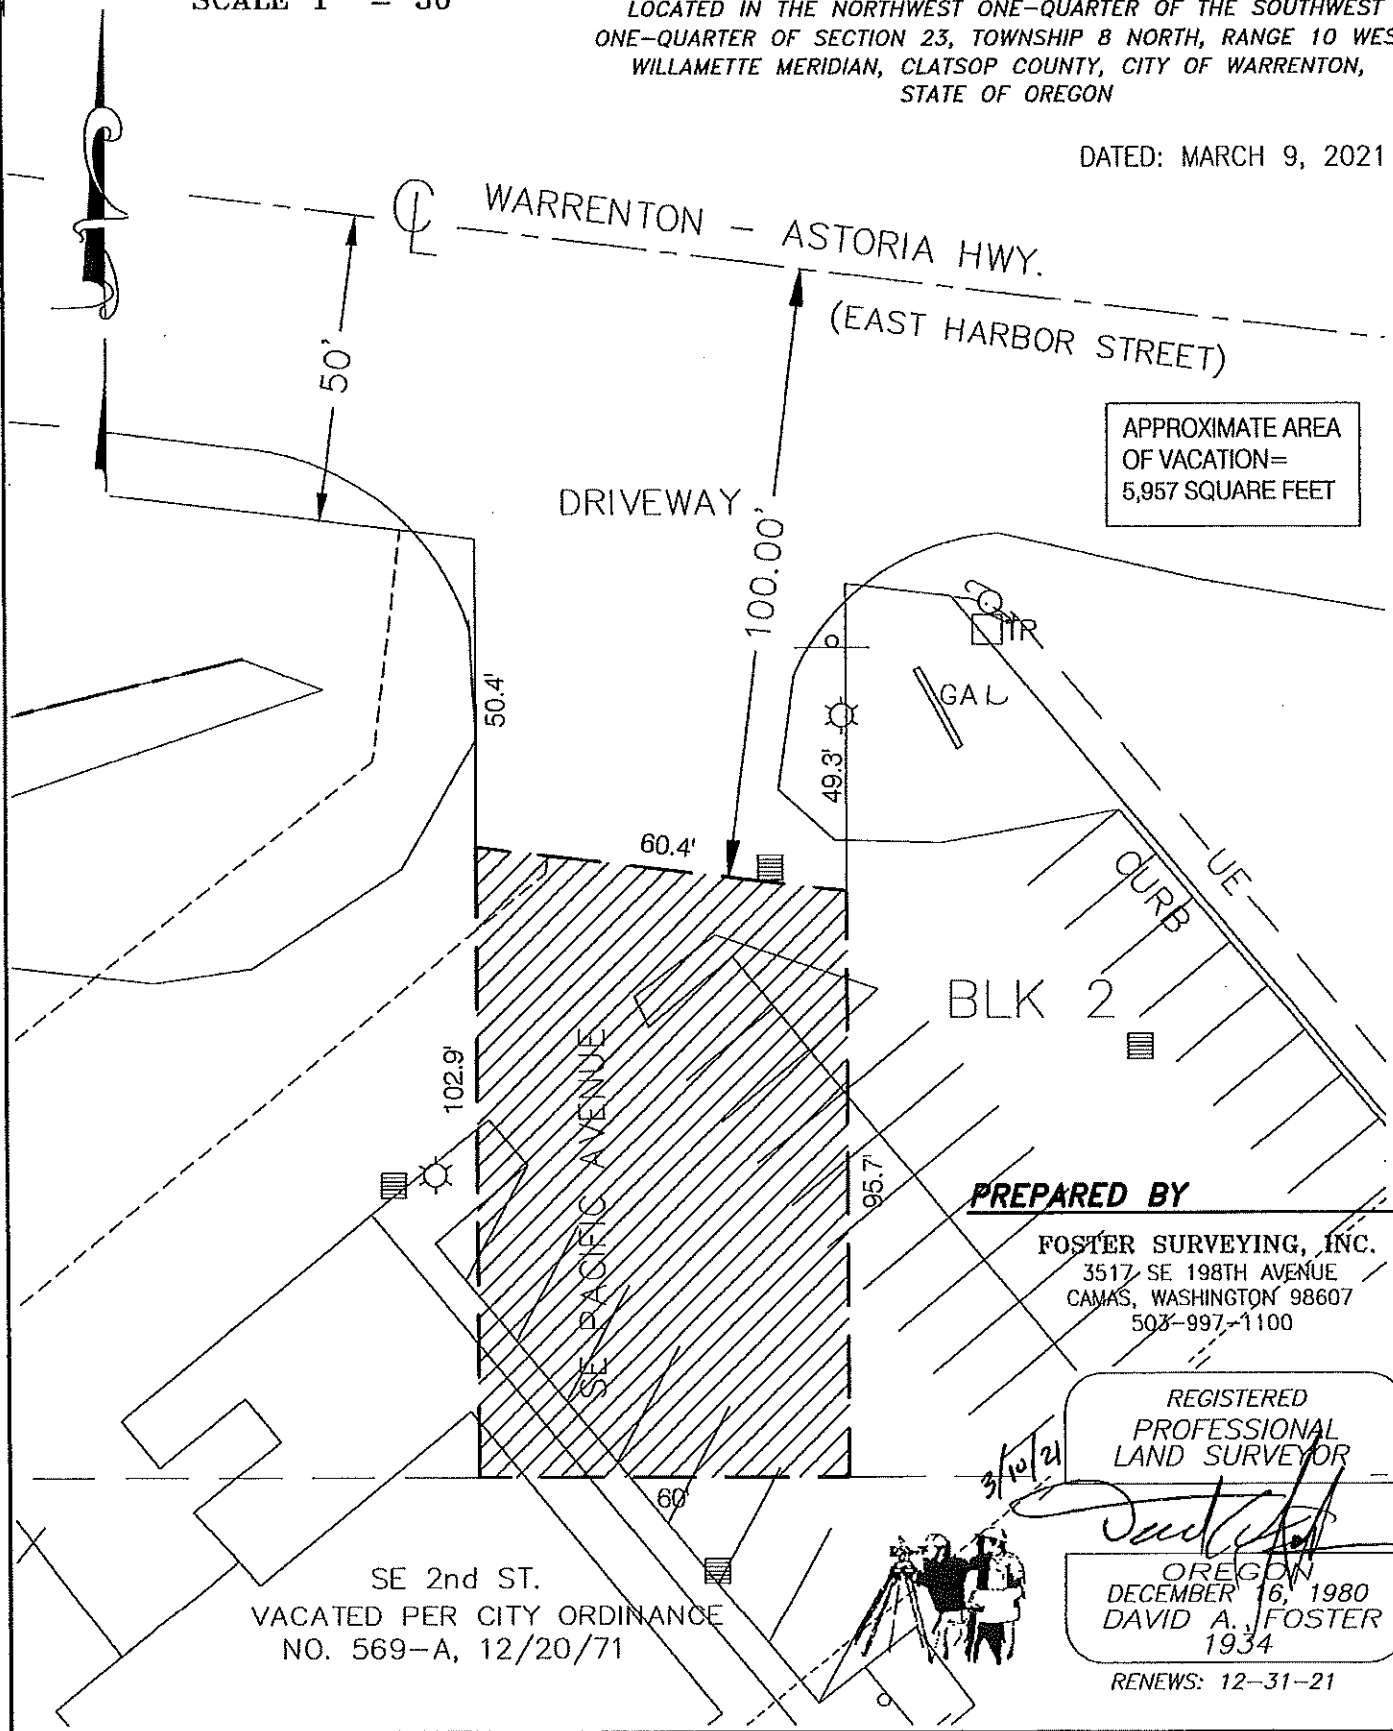 SCALE 1" = 30'
LOCATED IN THE NORTHWEST ONE-QUARTER OF THE SOUTHWEST
ONE-QUARTER OF SECTION 23, TOWNSHIP 8 NORTH, RANGE 10 WES
WILLAMETTE MERIDIAN, CLATSOP COUNTY, CITY OF WARRENTON,
STATE OF OREGON
DATED: MARCH 9, 2021
CL WARRENTON - ASTORIA HWY.
(EAST HARBOR STREET)
50'
100.00'
APPROXIMATE AREA
OF VACATION=
5,957 SQUARE FEET
DRIVEWAY
TR
GA
50.4'
49.3'
60.4'
CURB
UE
BLK 2
102.9'
SE PACIFIC AVENUE
95.7'
PREPARED BY
FOSTER SURVEYING, INC.
3517 SE 198TH AVENUE
CAMAS, WASHINGTON 98607
503-997-1100
REGISTERED
PROFESSIONAL
LAND SURVEYOR
3/10/21
60'
OREGON
DECEMBER 16, 1980
DAVID A. FOSTER
1934
RENEWS: 12-31-21
SE 2nd ST.
VACATED PER CITY ORDINANCE
NO. 569-A, 12/20/71